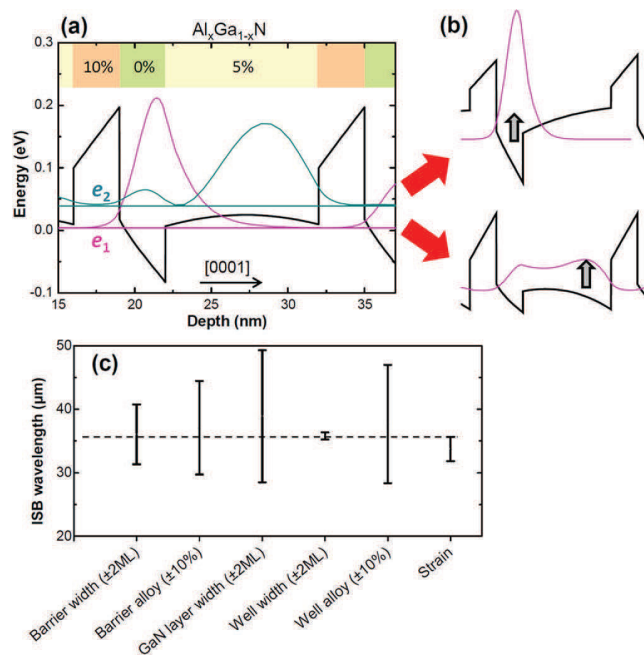 (a)
AlxGa1-xN
(b)
10%
0%
5%
0.3
0.2
0.1
0.0
-0.1
Energy (eV)
e2
e1
[0001]
15
20
25
30
35
Depth (nm)
(c)
50
40
30
20
ISB wavelength (µm)
Barrier width (±2ML)
Barrier alloy (±10%)
GaN layer width (±2ML)
Well width (±2ML)
Well alloy (±10%)
Strain